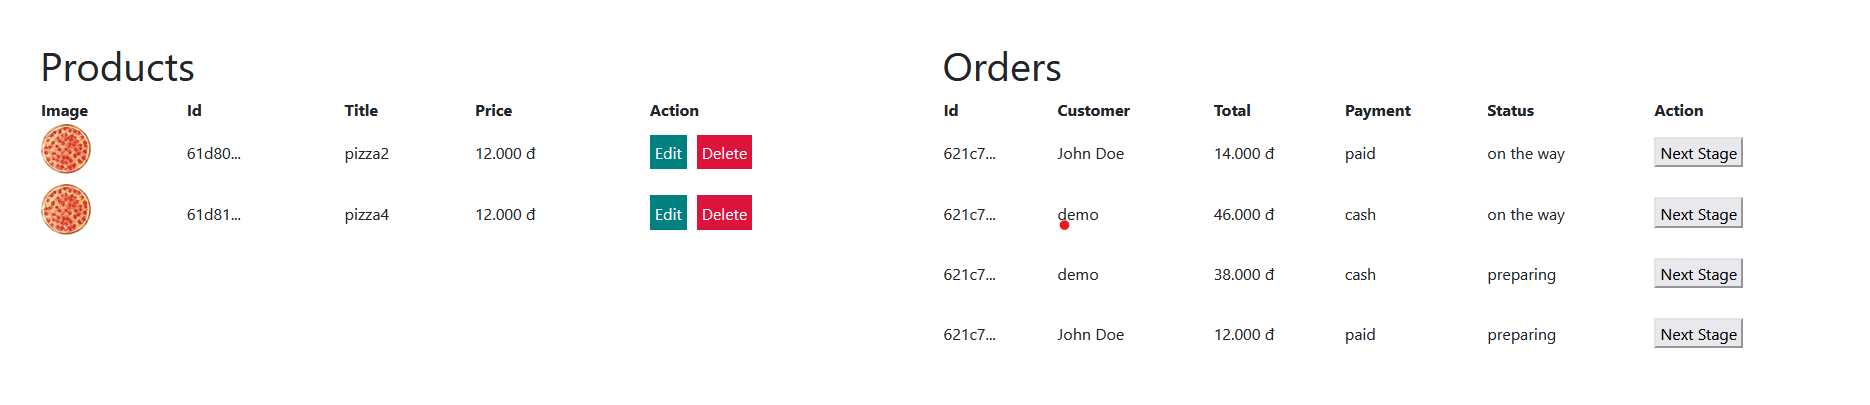 Products
Image Id Title Price Action
61d80... pizza2 12.000 đ Edit Delete
61d81... pizza4 12.000 đ Edit Delete
Orders
Id Customer Total Payment Status Action
621c7... John Doe 14.000 đ paid on the way Next Stage
621c7... demo 46.000 đ cash on the way Next Stage
621c7... demo 38.000 đ cash preparing Next Stage
621c7... John Doe 12.000 đ paid preparing Next Stage